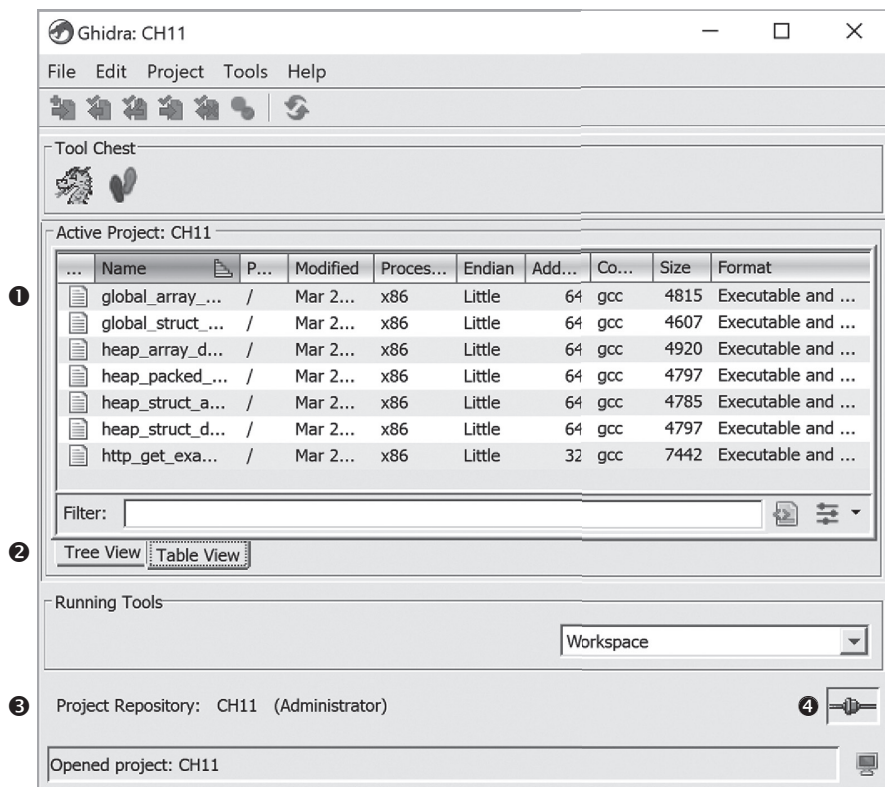 Ghidra: CH11
File Edit Project Tools Help
Tool Chest
Active Project: CH11
... Name P... Modified Proces... Endian Add... Co... Size Format
❶ global_array_... / Mar 2... x86 Little 64 gcc 4815 Executable and ...
global_struct_... / Mar 2... x86 Little 64 gcc 4607 Executable and ...
heap_array_d... / Mar 2... x86 Little 64 gcc 4920 Executable and ...
heap_packed_... / Mar 2... x86 Little 64 gcc 4797 Executable and ...
heap_struct_a... / Mar 2... x86 Little 64 gcc 4785 Executable and ...
heap_struct_d... / Mar 2... x86 Little 64 gcc 4797 Executable and ...
http_get_exa... / Mar 2... x86 Little 32 gcc 7442 Executable and ...
Filter:
❷ Tree View Table View
Running Tools
Workspace
❸ Project Repository: CH11 (Administrator) ❹
Opened project: CH11